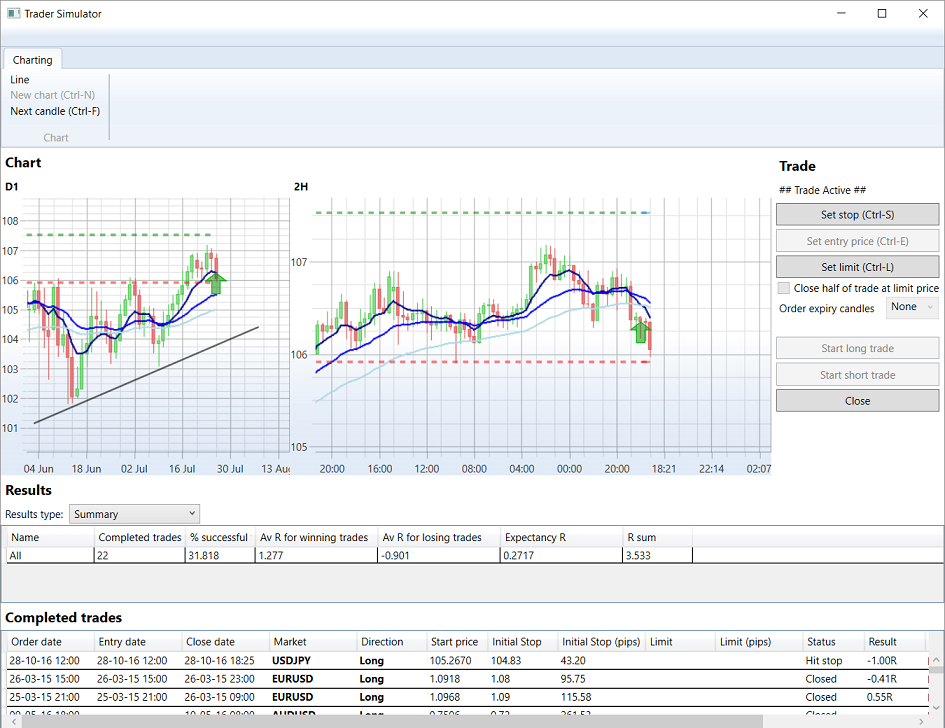 Trader Simulator
Charting
Line
New chart (Ctrl-N)
Next candle (Ctrl-F)
Chart
Chart
D1
2H
108
107
106
105
104
103
102
101
04 Jun 18 Jun 02 Jul 16 Jul 30 Jul 13 Au
107
106
105
20:00 16:00 12:00 08:00 04:00 00:00 20:00 18:21 22:14 02:07
Trade
## Trade Active ##
Set stop (Ctrl-S)
Set entry price (Ctrl-E)
Set limit (Ctrl-L)
Close half of trade at limit price
Order expiry candles None
Start long trade
Start short trade
Close
Results
Results type: Summary
Name Completed trades % successful Av R for winning trades Av R for losing trades Expectancy R R sum
All 22 31.818 1.277 -0.901 0.2717 3.533
Completed trades
Order date Entry date Close date Market Direction Start price Initial Stop Initial Stop (pips) Limit Limit (pips) Status Result
28-10-16 12:00 28-10-16 12:00 28-10-16 18:25 USDJPY Long 105.2670 104.83 43.20 Hit stop -1.00R
26-03-15 15:00 26-03-15 15:00 26-03-15 23:00 EURUSD Long 1.0918 1.08 95.75 Closed -0.41R
25-03-15 21:00 25-03-15 21:00 26-03-15 09:00 EURUSD Long 1.0968 1.09 115.58 Closed 0.55R
AUDUSD Long Closed